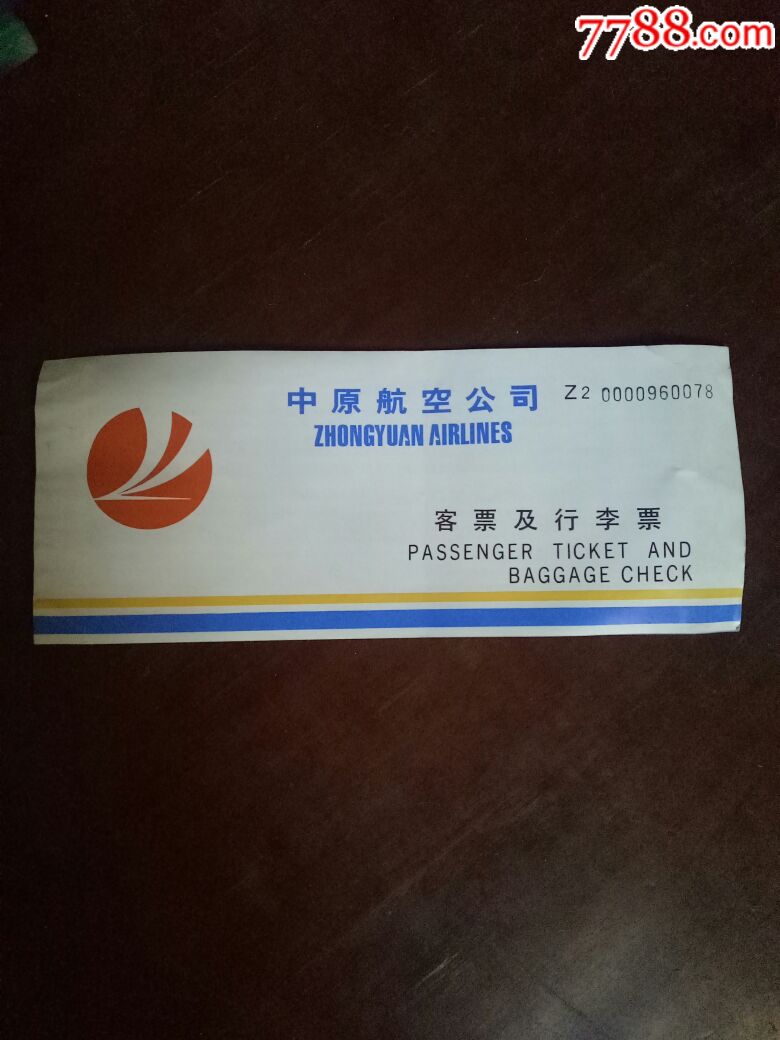 7788.com
中原航空公司 Z2 0000960078
ZHONGYUAN AIRLINES
客票及行李票
PASSENGER TICKET AND
BAGGAGE CHECK